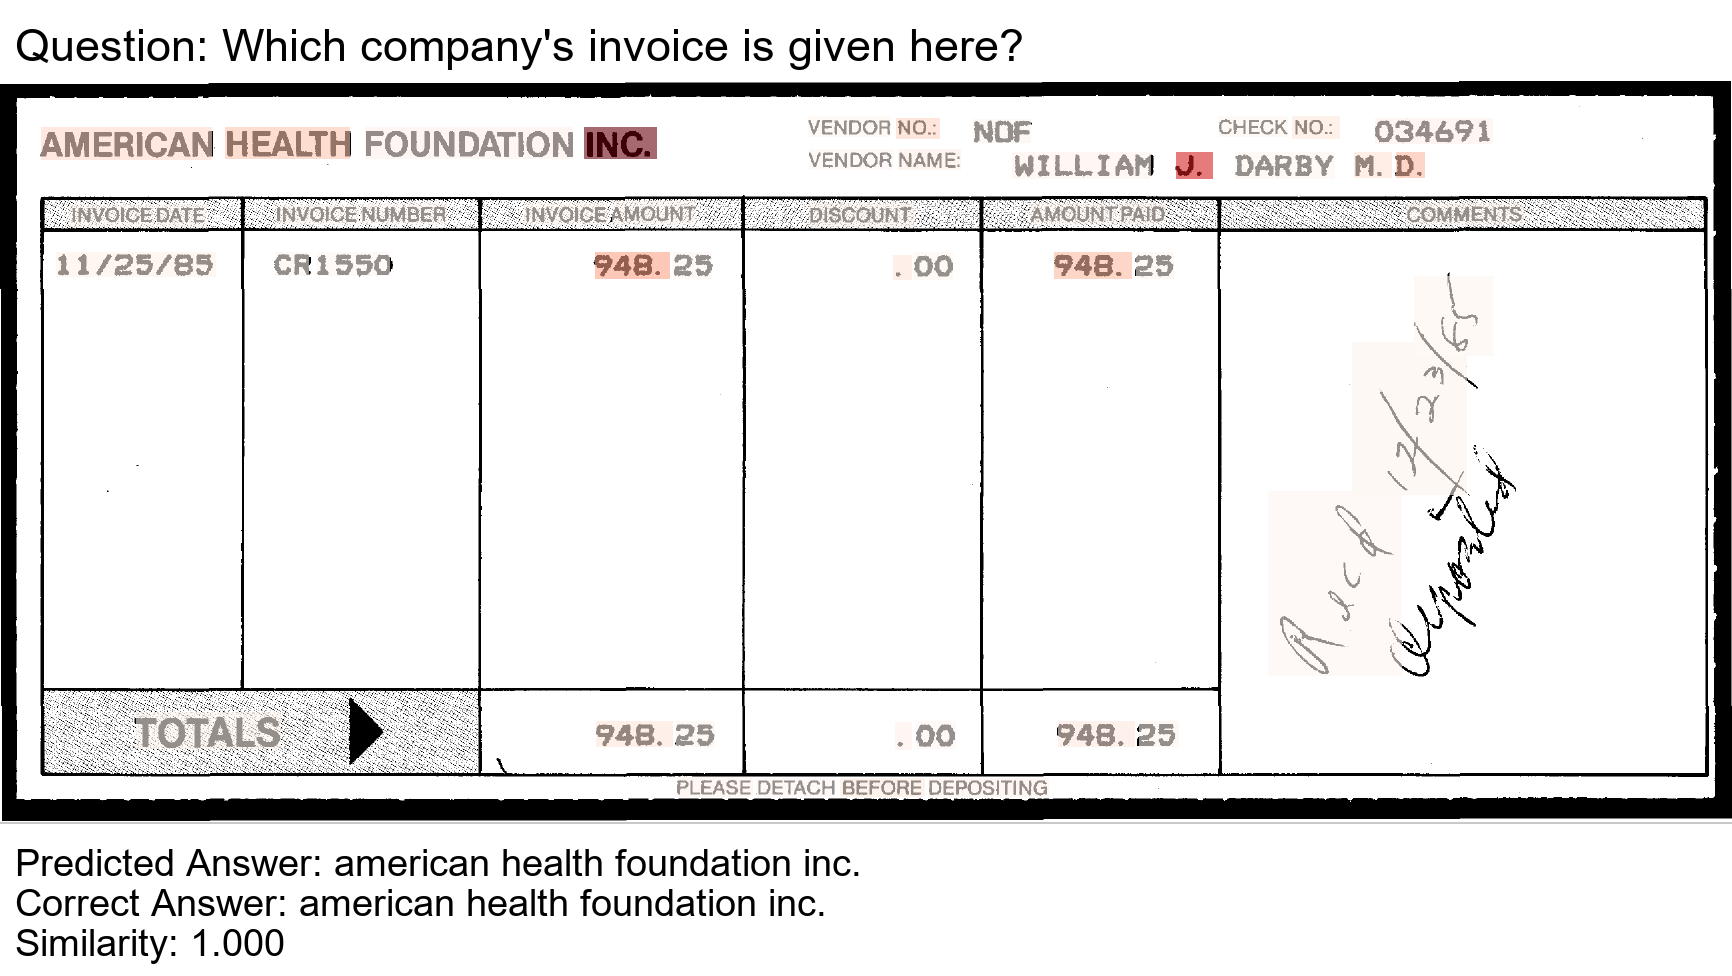 Question: Which company's invoice is given here?
AMERICAN HEALTH FOUNDATION INC.
VENDOR NO.: NDF
CHECK NO.: 034691
VENDOR NAME: WILLIAM J. DARBY M. D.
INVOICE DATE INVOICE NUMBER INVOICE AMOUNT DISCOUNT AMOUNT PAID COMMENTS
11/25/85 CR1550 948.25 .00 948.25
Recd 12/23/85
deposited
TOTALS 948.25 .00 948.25
PLEASE DETACH BEFORE DEPOSITING
Predicted Answer: american health foundation inc.
Correct Answer: american health foundation inc.
Similarity: 1.000